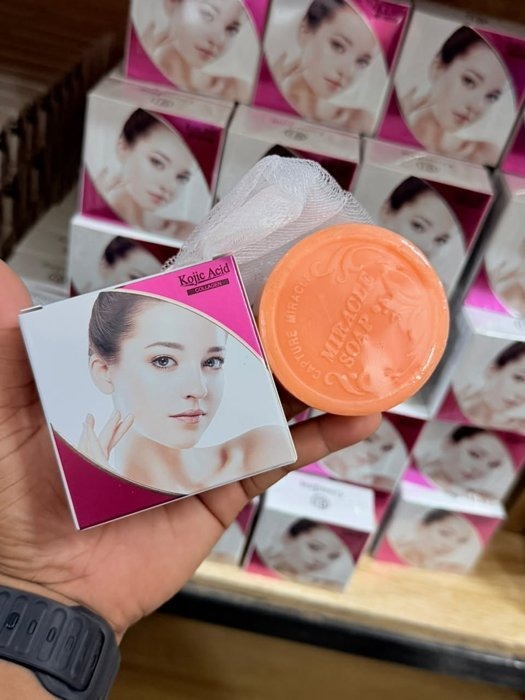 Kojic Acid
COLLAGEN
CAPTURE MIRACLE
MIRACLE
SOAP